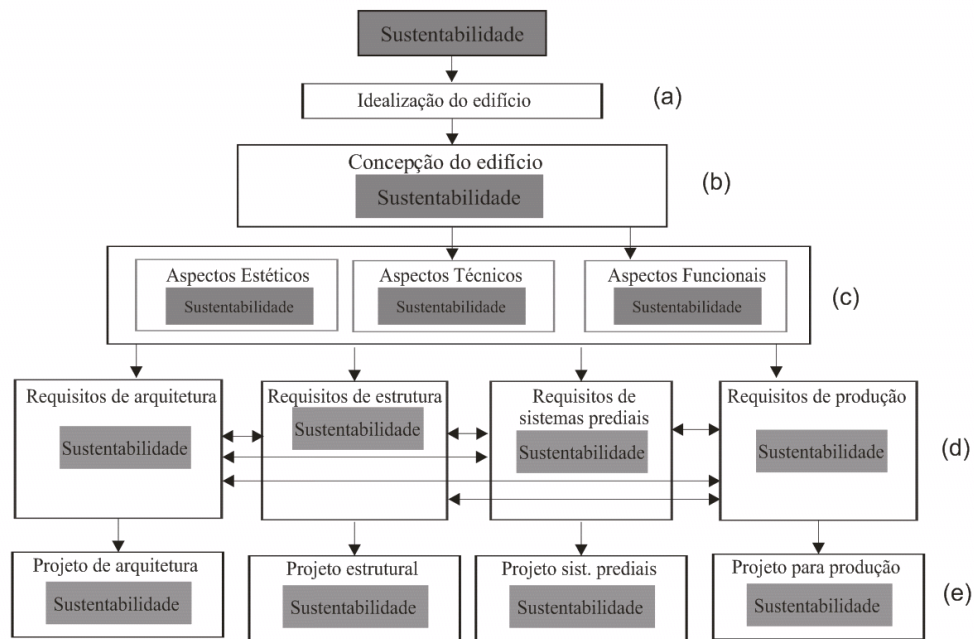 Sustentabilidade
Idealização do edifício
(a)
Concepção do edifício
Sustentabilidade
(b)
Aspectos Estéticos
Sustentabilidade
Aspectos Técnicos
Sustentabilidade
Aspectos Funcionais
Sustentabilidade
(c)
Requisitos de arquitetura
Sustentabilidade
Requisitos de estrutura
Sustentabilidade
Requisitos de
sistemas prediais
Sustentabilidade
Requisitos de produção
Sustentabilidade
(d)
Projeto de arquitetura
Sustentabilidade
Projeto estrutural
Sustentabilidade
Projeto sist. prediais
Sustentabilidade
Projeto para produção
Sustentabilidade
(e)